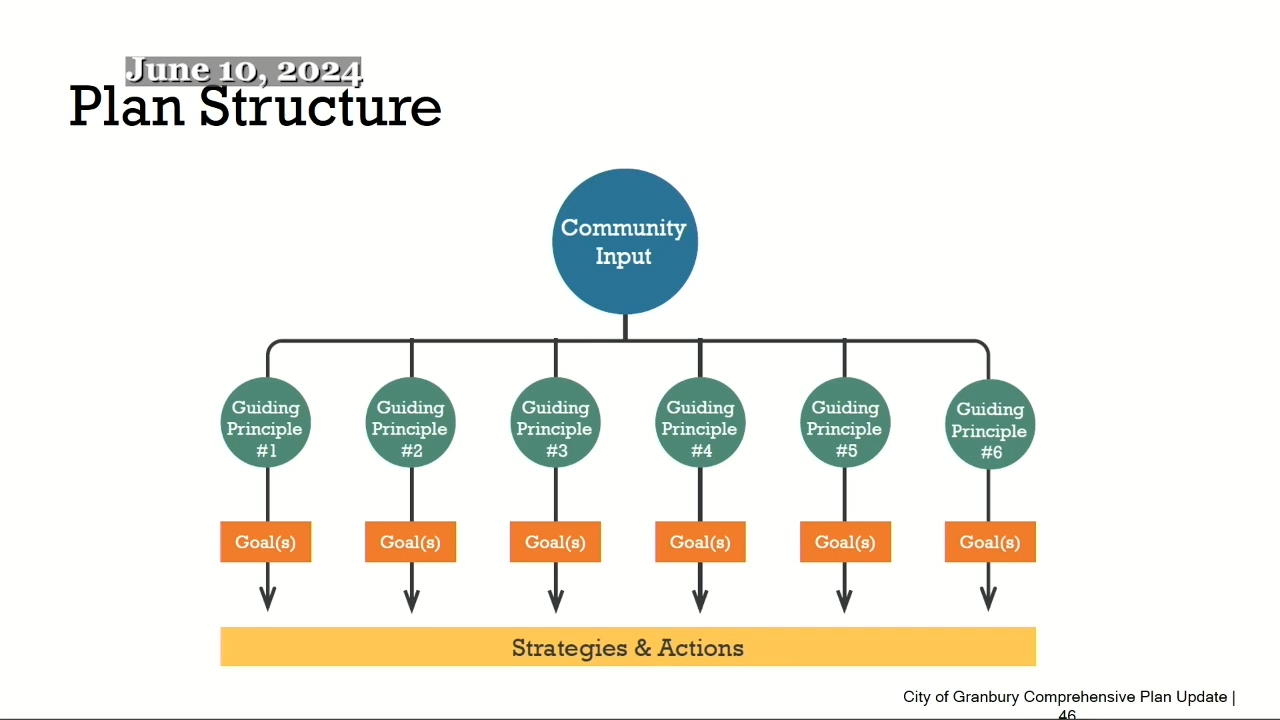 June 10, 2024
Plan Structure
Community
Input
Guiding
Principle
#1
Guiding
Principle
#2
Guiding
Principle
#3
Guiding
Principle
#4
Guiding
Principle
#5
Guiding
Principle
#6
Goal(s)
Goal(s)
Goal(s)
Goal(s)
Goal(s)
Goal(s)
Strategies & Actions
City of Granbury Comprehensive Plan Update |
46